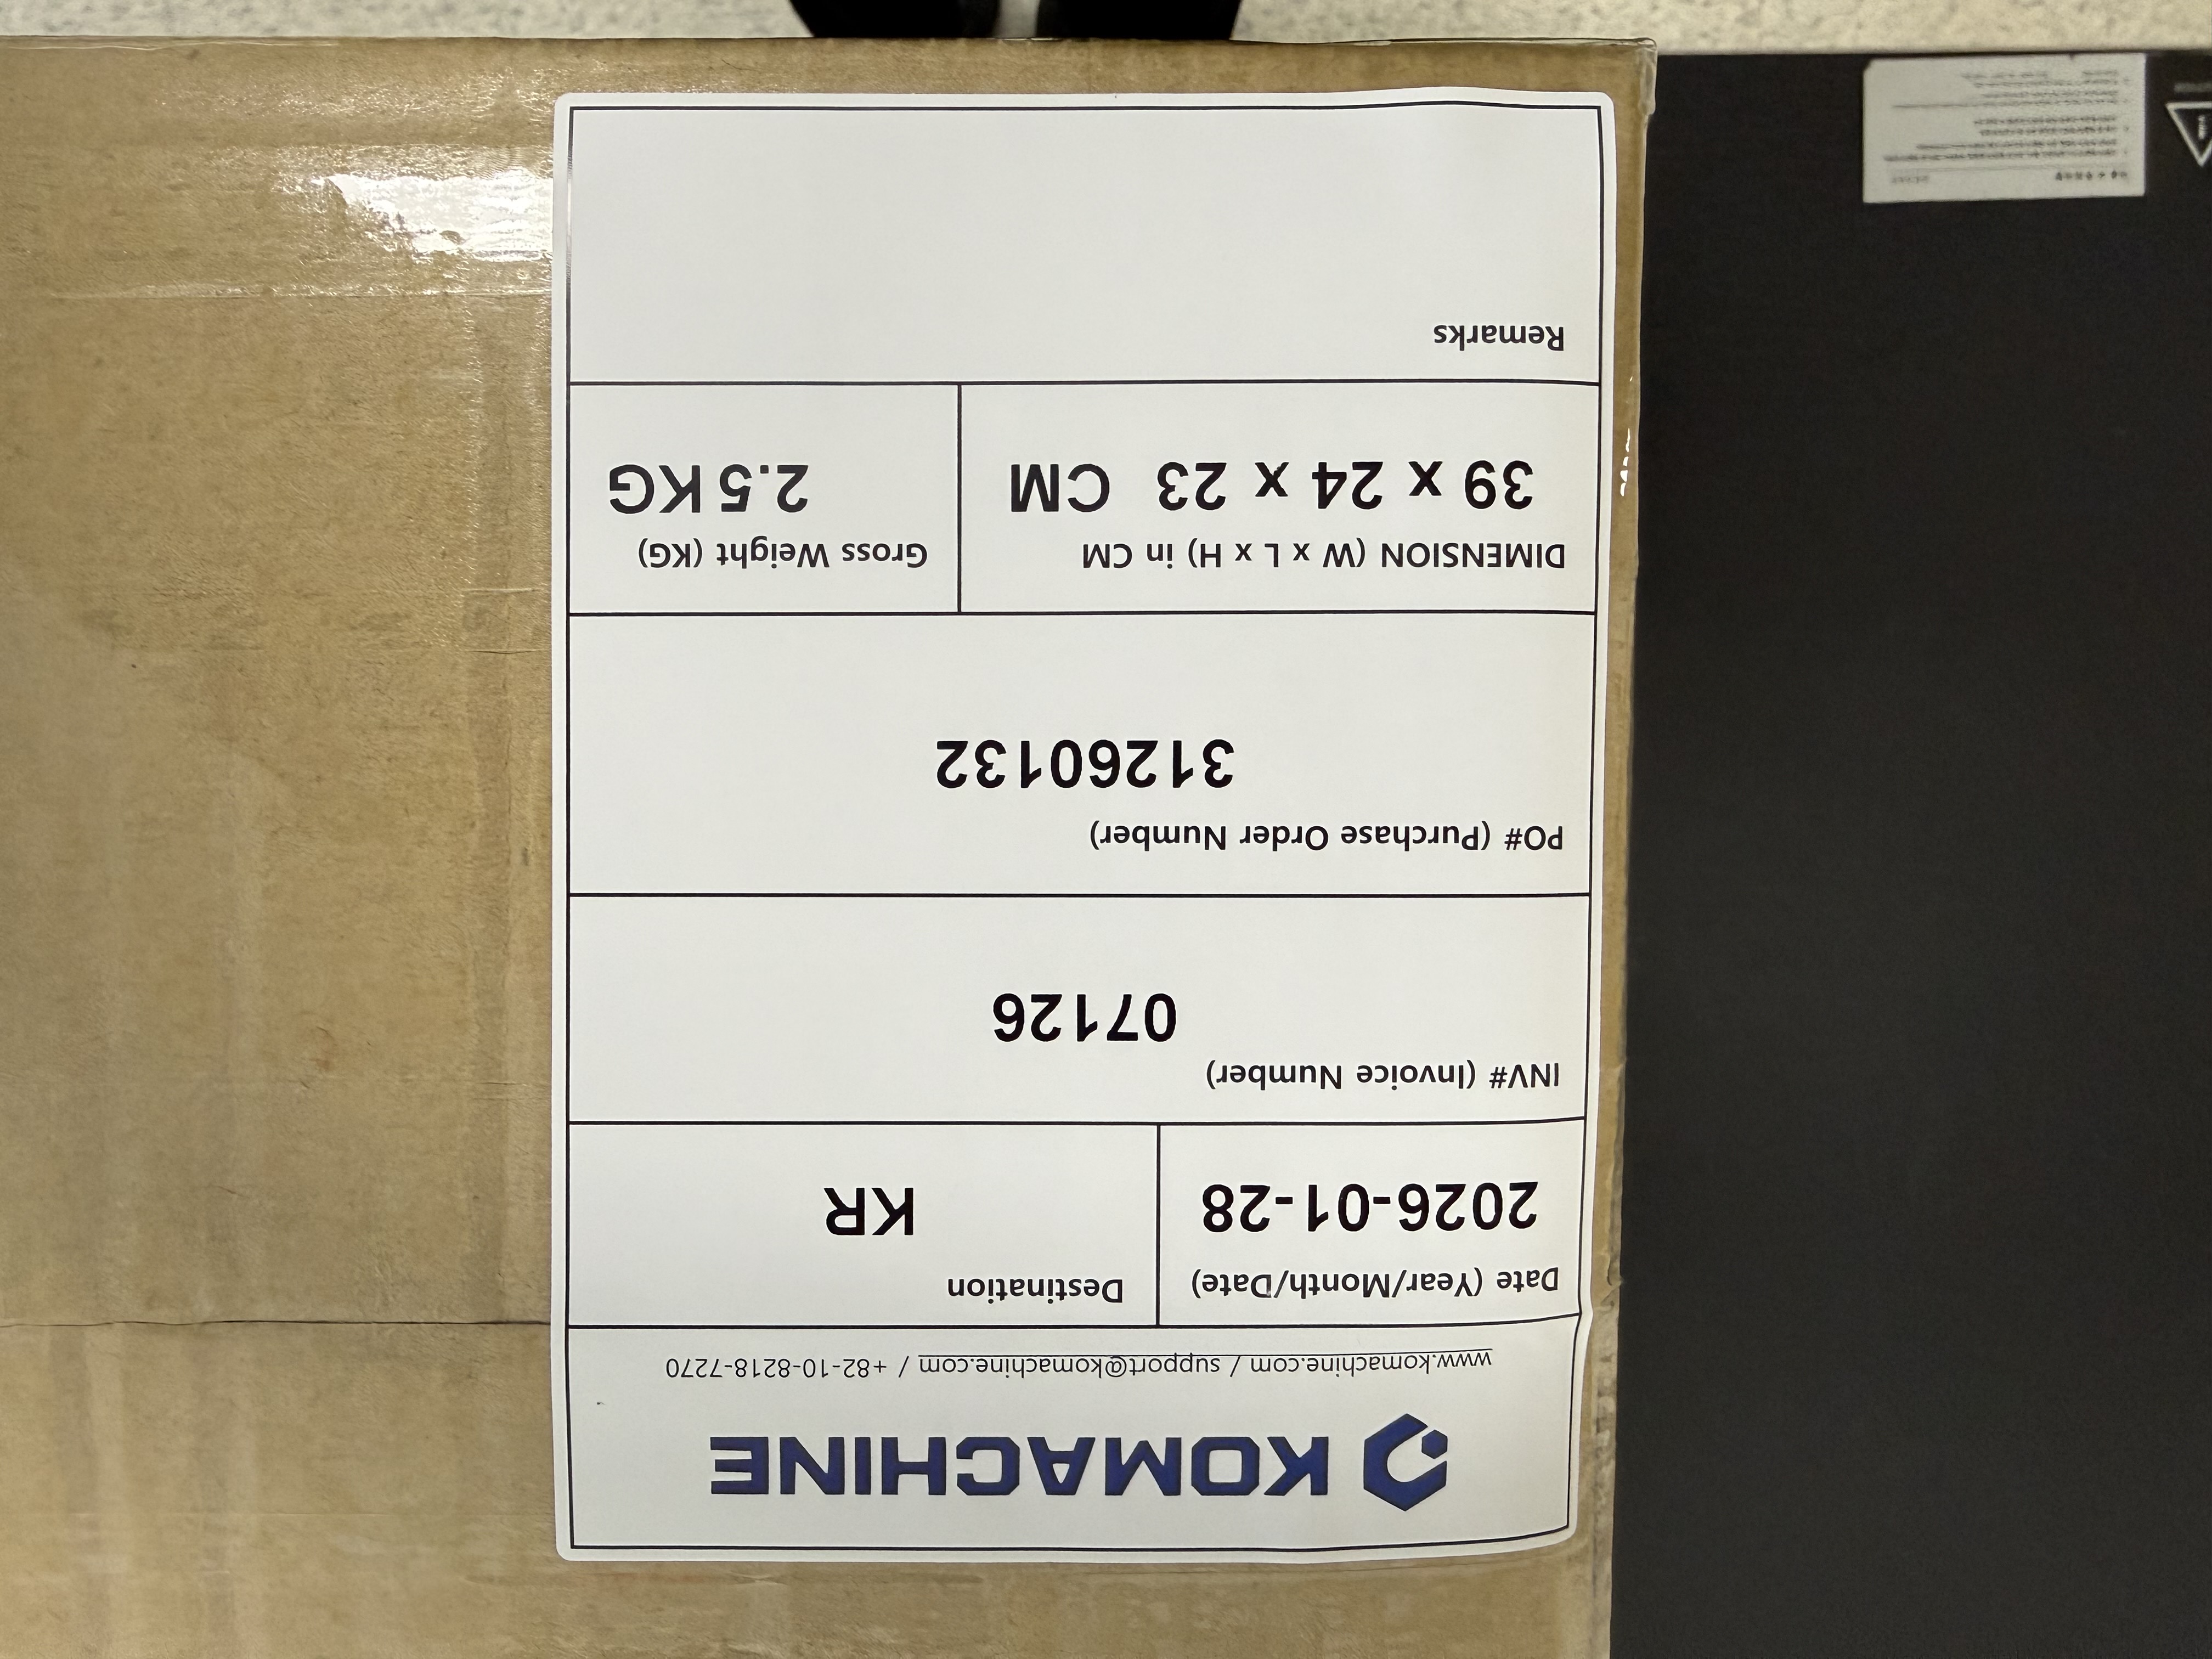 KOMACHINE
www.komachine.com / support@komachine.com / +82-10-8218-7270
Date (Year/Month/Date)
2026-01-28
Destination
KR
INV# (Invoice Number)
07126
PO# (Purchase Order Number)
31260132
DIMENSION (W x L x H) in CM
39 x 24 x 23 CM
Gross Weight (KG)
2.5 KG
Remarks